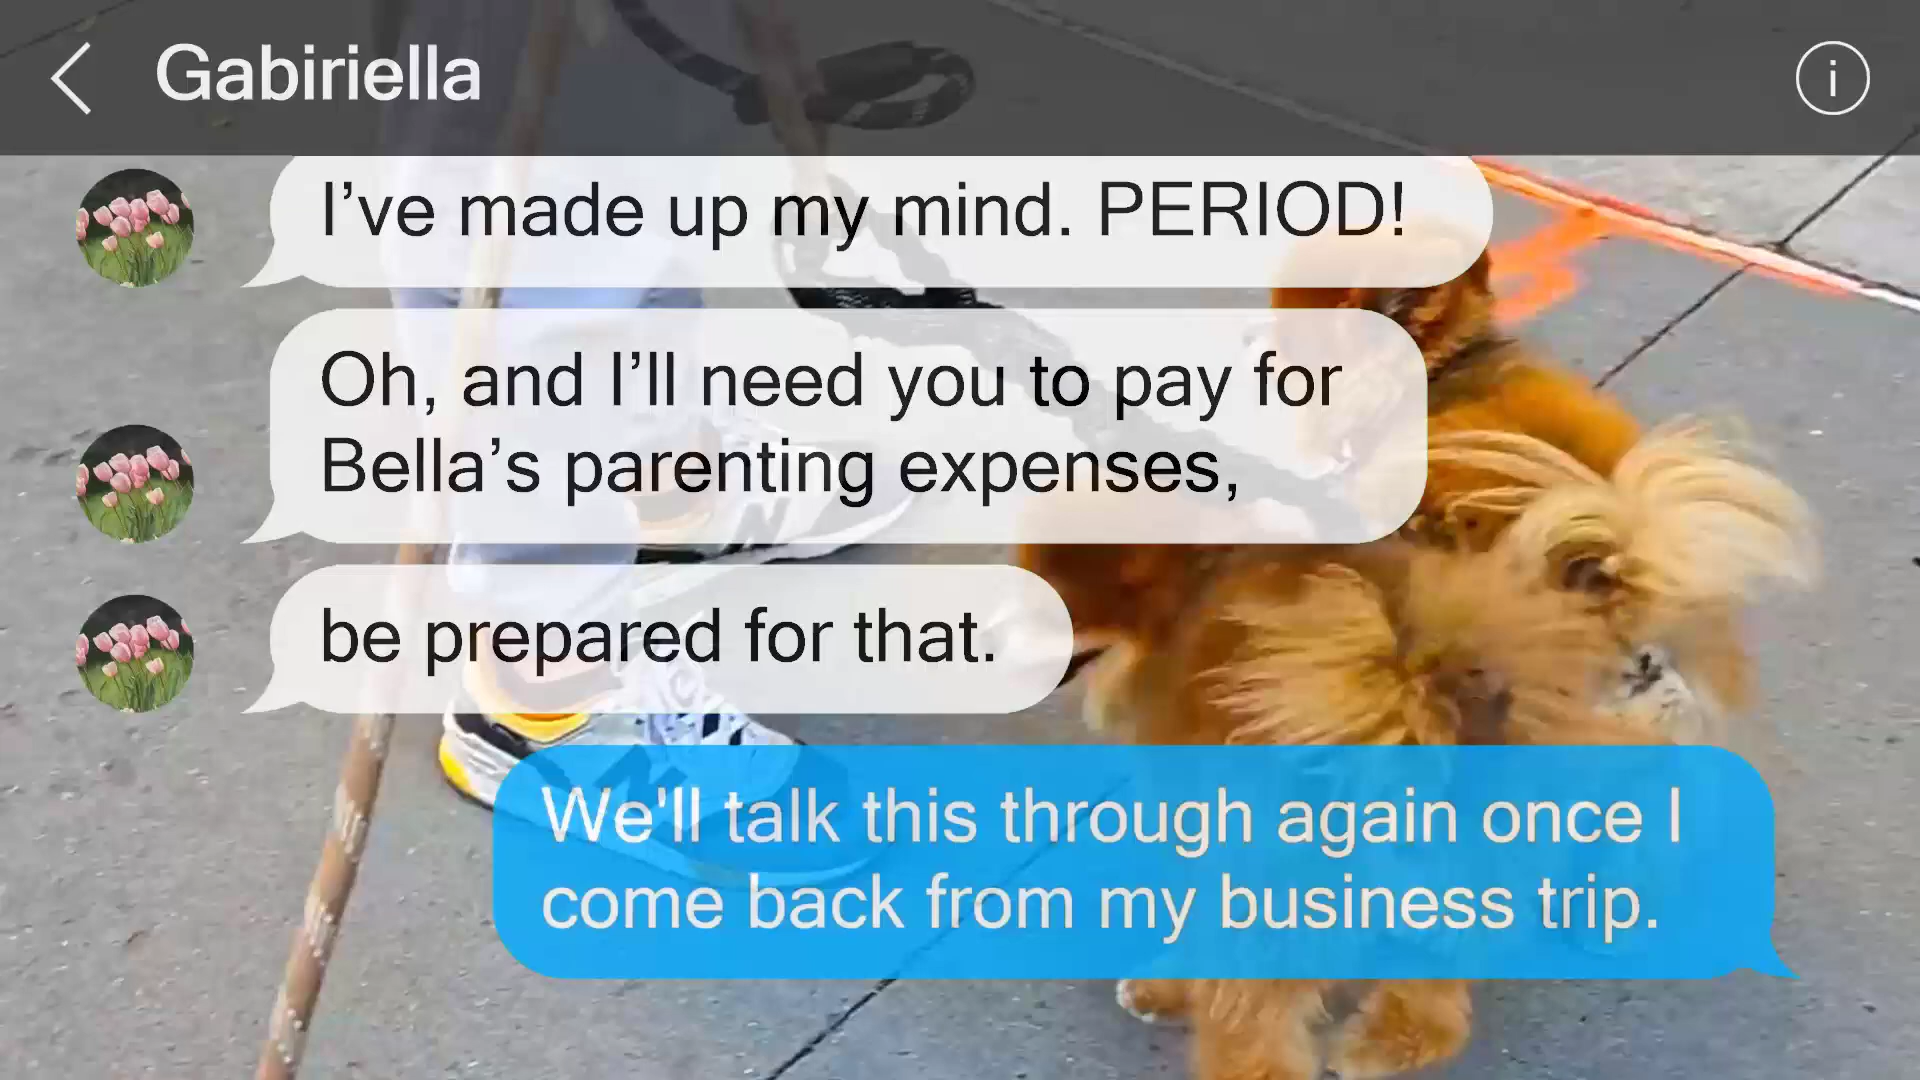 Gabiriella
i
I’ve made up my mind. PERIOD!
Oh, and I’ll need you to pay for
Bella’s parenting expenses,
be prepared for that.
We'll talk this through again once I
come back from my business trip.